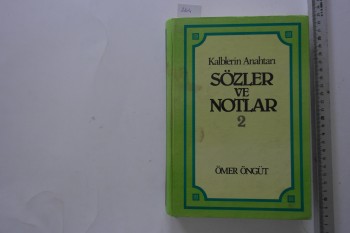 Kalblerin Anahtarı
SÖZLER
VE
NOTLAR
2
ÖMER ÖNGÜT